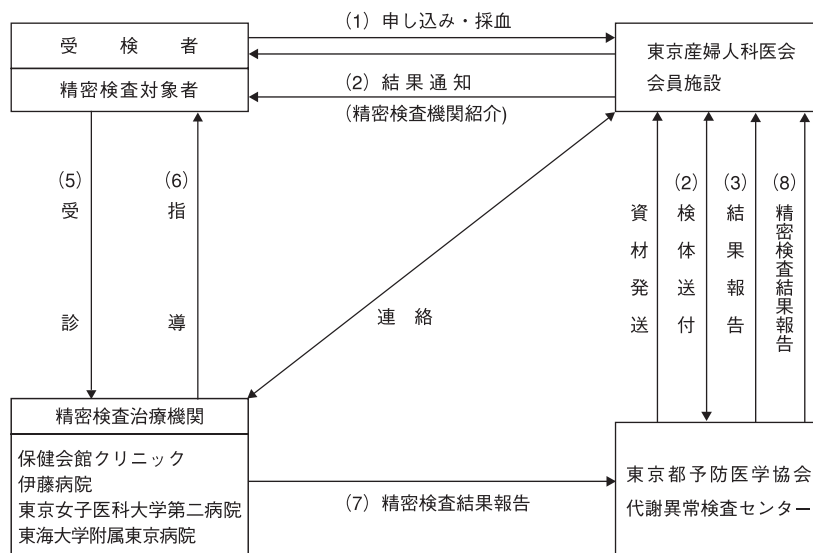 受検者
精密検査対象者
(1) 申し込み・採血
(2) 結果通知
(精密検査機関紹介)
東京産婦人科医会
会員施設
(5)
受診
(6)
指導
連絡
資材発送
(2)
検体送付
(3)
結果報告
(8)
精密検査結果報告
精密検査治療機関
保健会館クリニック
伊藤病院
東京女子医科大学第二病院
東海大学附属東京病院
(7) 精密検査結果報告
東京都予防医学協会
代謝異常検査センター